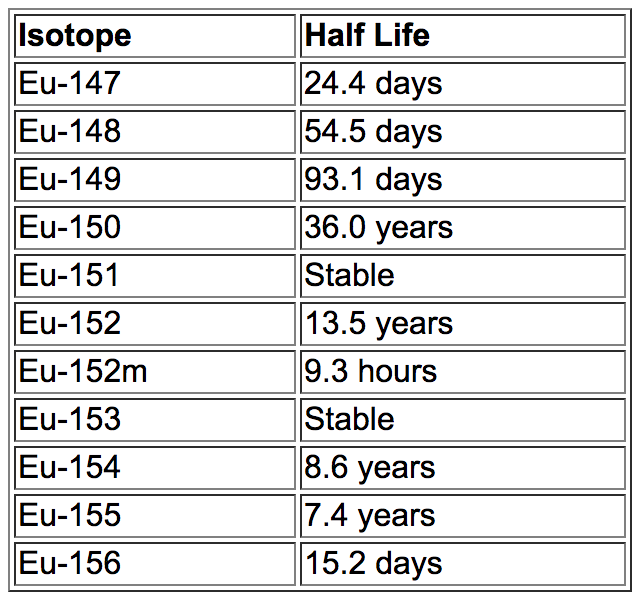 Isotope Half Life
Eu-147 24.4 days
Eu-148 54.5 days
Eu-149 93.1 days
Eu-150 36.0 years
Eu-151 Stable
Eu-152 13.5 years
Eu-152m 9.3 hours
Eu-153 Stable
Eu-154 8.6 years
Eu-155 7.4 years
Eu-156 15.2 days